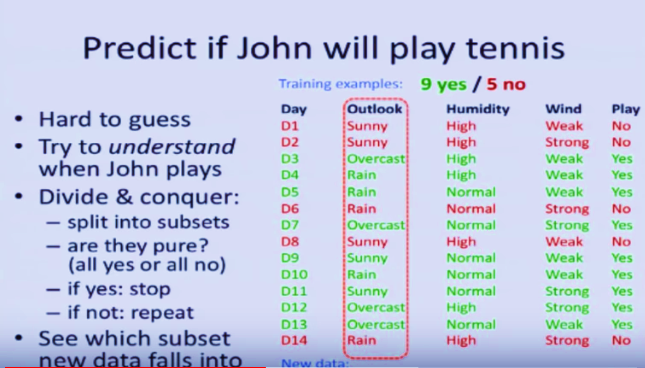 Predict if John will play tennis
Training examples: 9 yes / 5 no
• Hard to guess
• Try to understand
when John plays
• Divide & conquer:
– split into subsets
– are they pure?
(all yes or all no)
– if yes: stop
– if not: repeat
• See which subset
new data falls into
Day Outlook Humidity Wind Play
D1 Sunny High Weak No
D2 Sunny High Strong No
D3 Overcast High Weak Yes
D4 Rain High Weak Yes
D5 Rain Normal Weak Yes
D6 Rain Normal Strong No
D7 Overcast Normal Strong Yes
D8 Sunny High Weak No
D9 Sunny Normal Weak Yes
D10 Rain Normal Weak Yes
D11 Sunny Normal Strong Yes
D12 Overcast High Strong Yes
D13 Overcast Normal Weak Yes
D14 Rain High Strong No
New data: